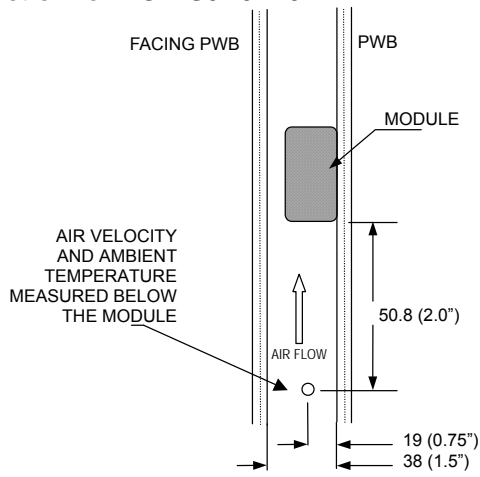 FACING PWB
PWB
MODULE
AIR VELOCITY
AND AMBIENT
TEMPERATURE
MEASURED BELOW
THE MODULE
50.8 (2.0”)
AIR FLOW
19 (0.75”)
38 (1.5”)